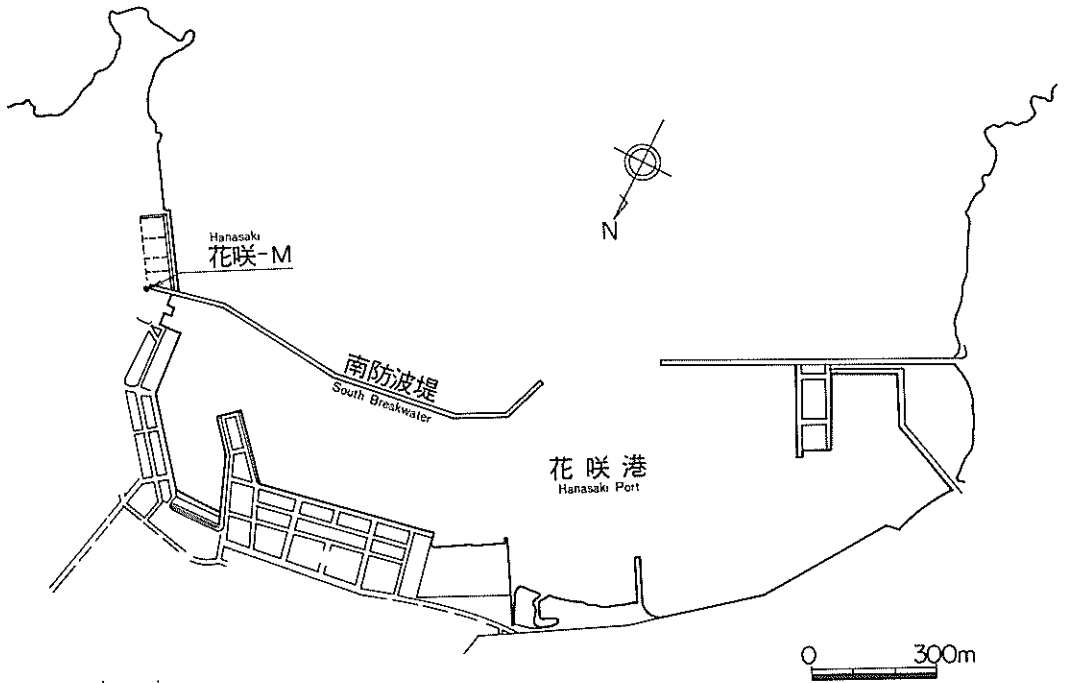 N
Hanasaki
花咲-M
南防波堤
South Breakwater
花咲港
Hanasaki Port
0 300m